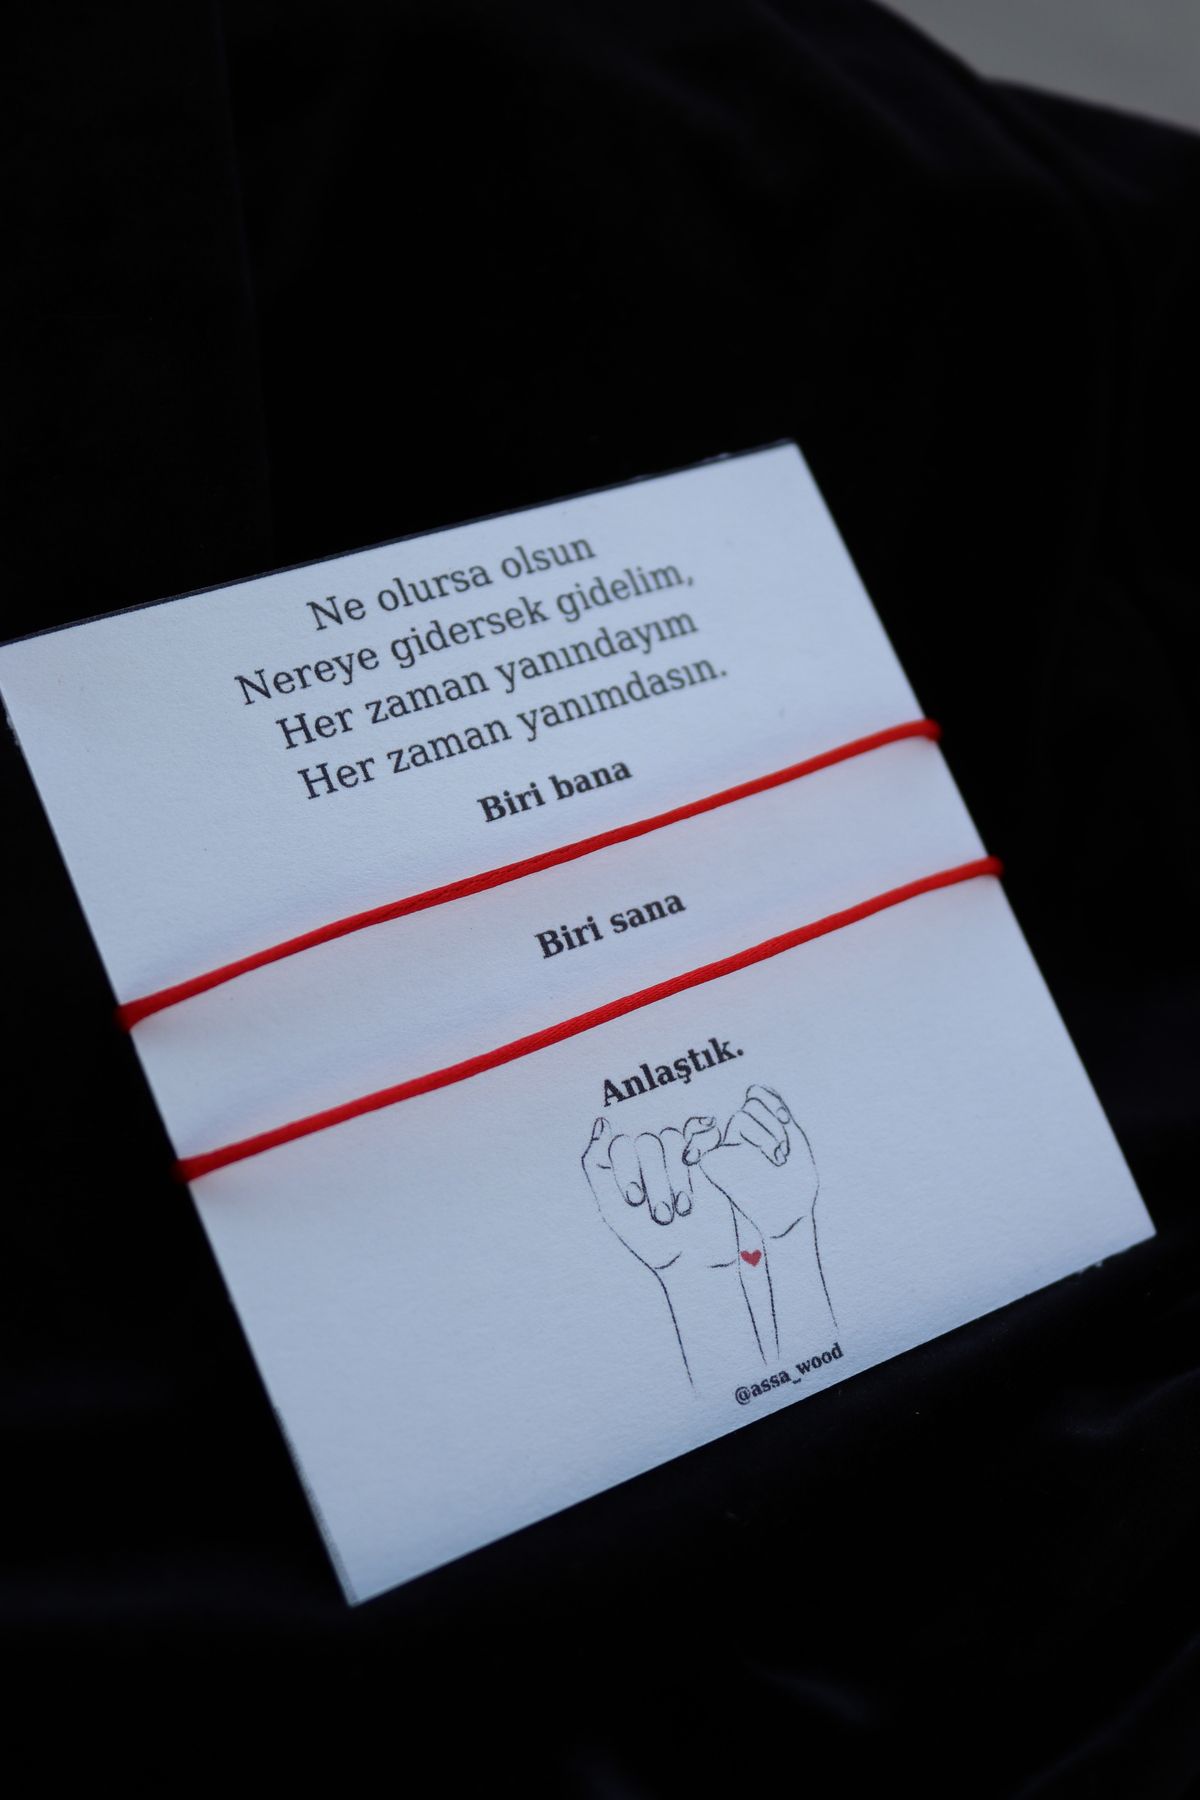 Ne olursa olsun
Nereye gidersek gidelim,
Her zaman yanındayım
Her zaman yanımdasın.
Biri bana
Biri sana
Anlaştık.
@assa_wood